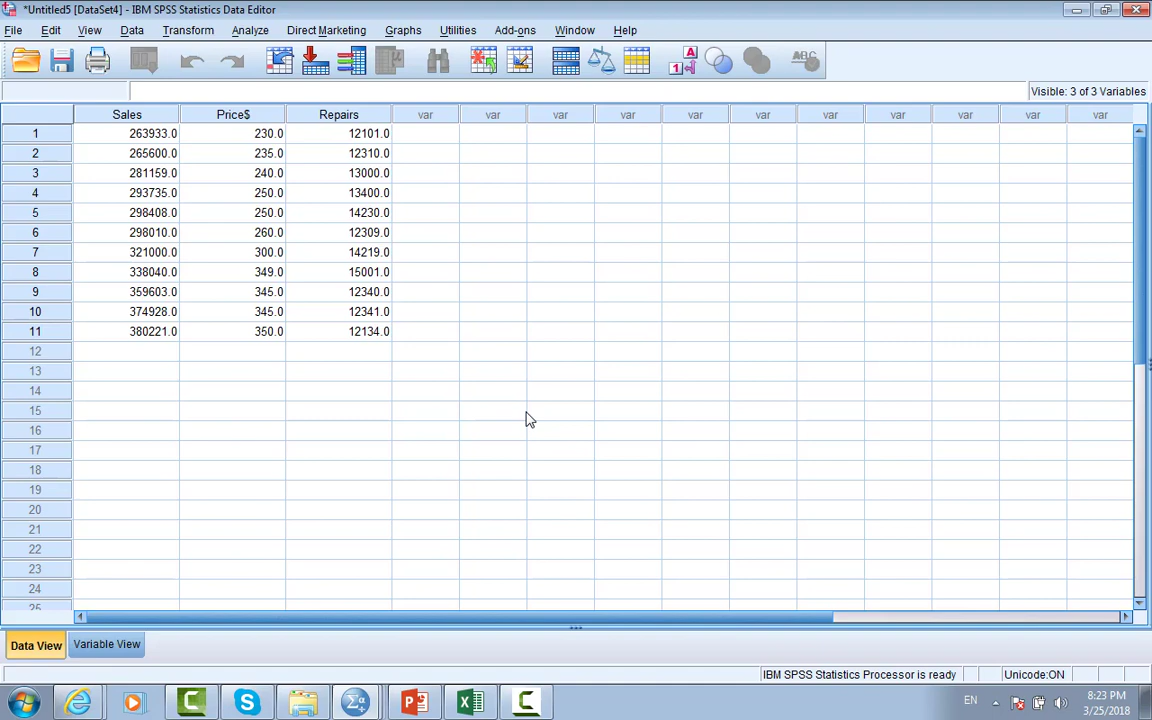 *Untitled5 [DataSet4] - IBM SPSS Statistics Data Editor
File Edit View Data Transform Analyze Direct Marketing Graphs Utilities Add-ons Window Help
Visible: 3 of 3 Variables
Sales Price$ Repairs var var var var var var var var var var var
1 263933.0 230.0 12101.0
2 265600.0 235.0 12310.0
3 281159.0 240.0 13000.0
4 293735.0 250.0 13400.0
5 298408.0 250.0 14230.0
6 298010.0 260.0 12309.0
7 321000.0 300.0 14219.0
8 338040.0 349.0 15001.0
9 359603.0 345.0 12340.0
10 374928.0 345.0 12341.0
11 380221.0 350.0 12134.0
12
13
14
15
16
17
18
19
20
21
22
23
24
25
Data View Variable View
IBM SPSS Statistics Processor is ready Unicode:ON
EN 8:23 PM
3/25/2018